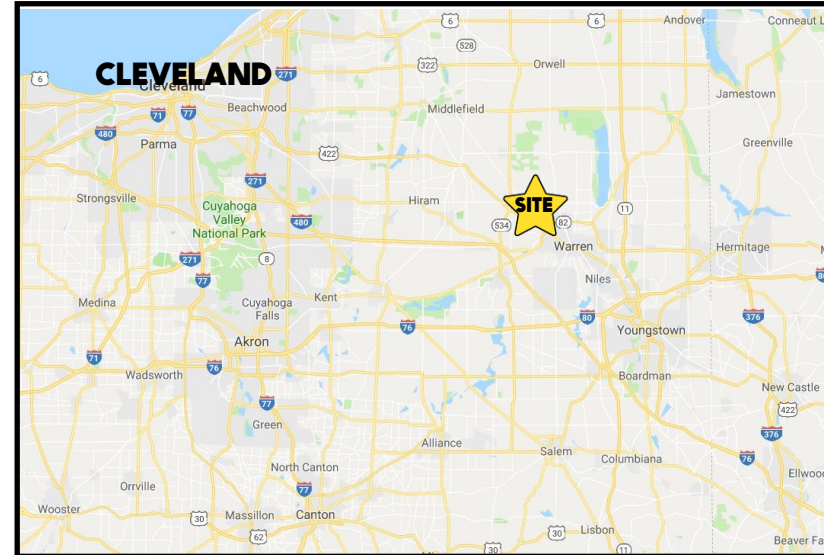 6
6
Andover
Conneaut L
528
CLEVELAND
Cleveland
271
322
Orwell
6
Jamestown
Beachwood
Middlefield
71
77
480
Parma
Greenville
422
271
Strongsville
Cuyahoga
Valley
National Park
Hiram
SITE
11
480
534
82
Warren
Hermitage
271
8
77
Niles
80
Medina
Cuyahoga
Falls
Kent
76
80
376
Youngstown
Akron
71
76
Wadsworth
Boardman
New Castle
77
422
Green
376
Alliance
Salem
Columbiana
76
North Canton
Ellwoo
Orrville
77
Wooster
30
Massillon
Canton
62
30
Lisbon
30
11
Beaver Fa